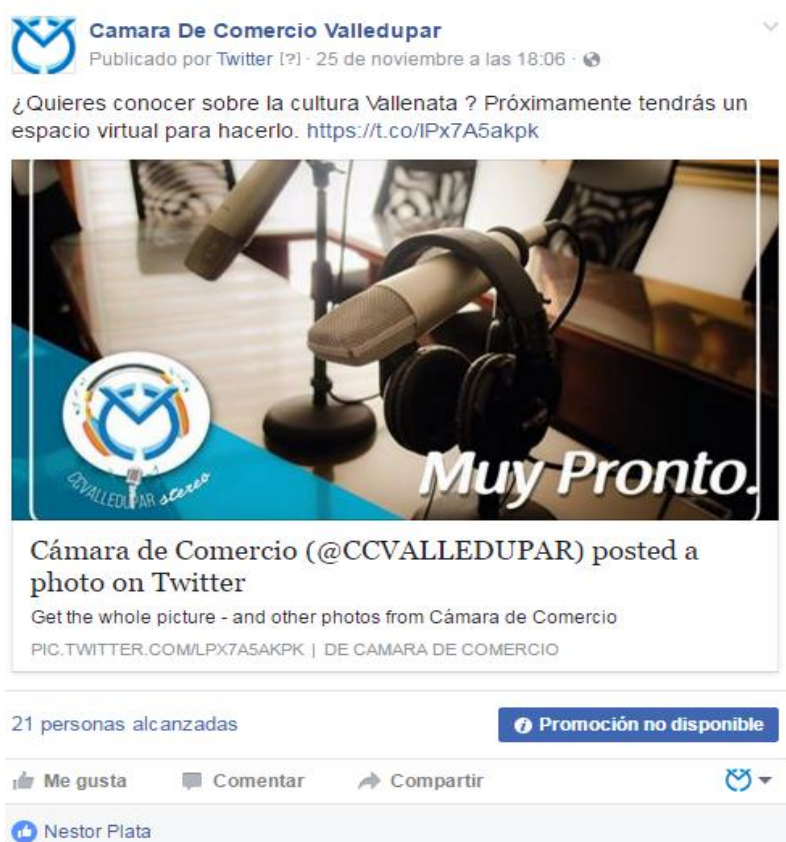 Camara De Comercio Valledupar
Publicado por Twitter [?] · 25 de noviembre a las 18:06 ·
¿Quieres conocer sobre la cultura Vallenata ? Próximamente tendrás un
espacio virtual para hacerlo. https://t.co/lPx7A5akpk
CCVALLEDUPAR stereo
Muy Pronto.
Cámara de Comercio (@CCVALLEDUPAR) posted a
photo on Twitter
Get the whole picture - and other photos from Cámara de Comercio
PIC.TWITTER.COM/LPX7A5AKPK | DE CAMARA DE COMERCIO
21 personas alcanzadas
Promoción no disponible
Me gusta Comentar Compartir
Nestor Plata